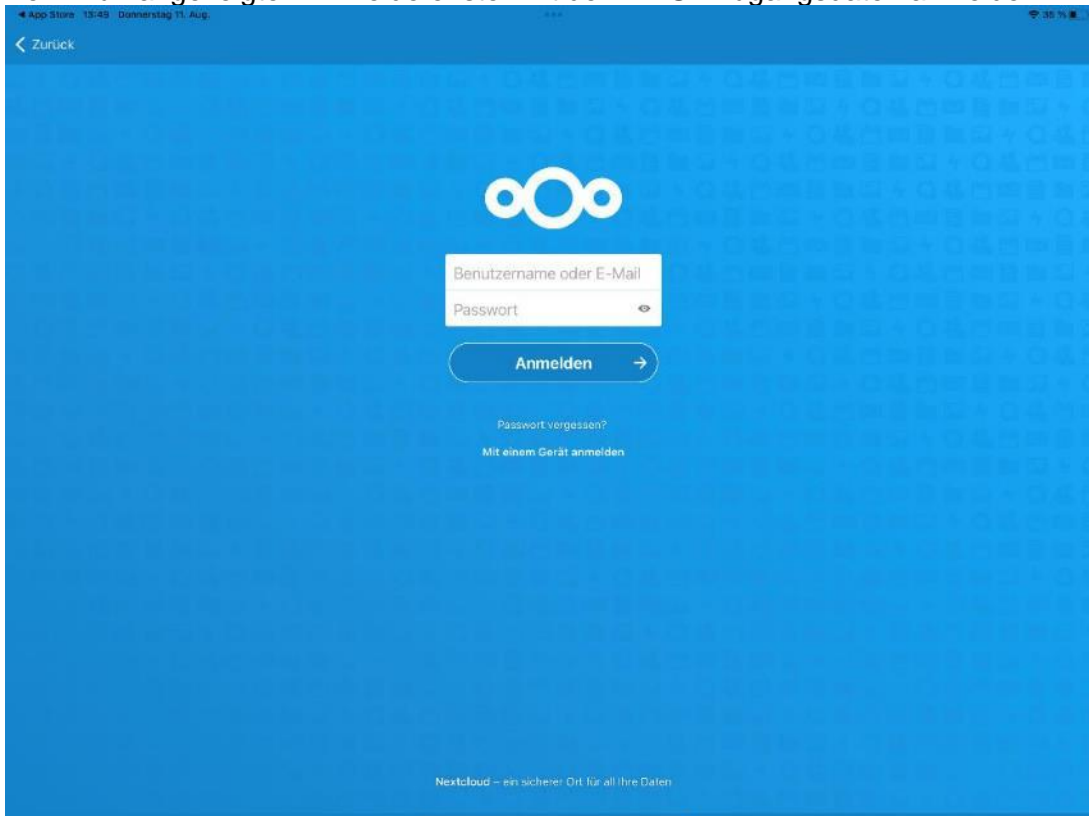 ◀ App Store 13:49 Donnerstag 11. Aug. 35 %
Zurück
Benutzername oder E-Mail
Passwort
Anmelden
Passwort vergessen?
Mit einem Gerät anmelden
Nextcloud – ein sicherer Ort für all Ihre Daten